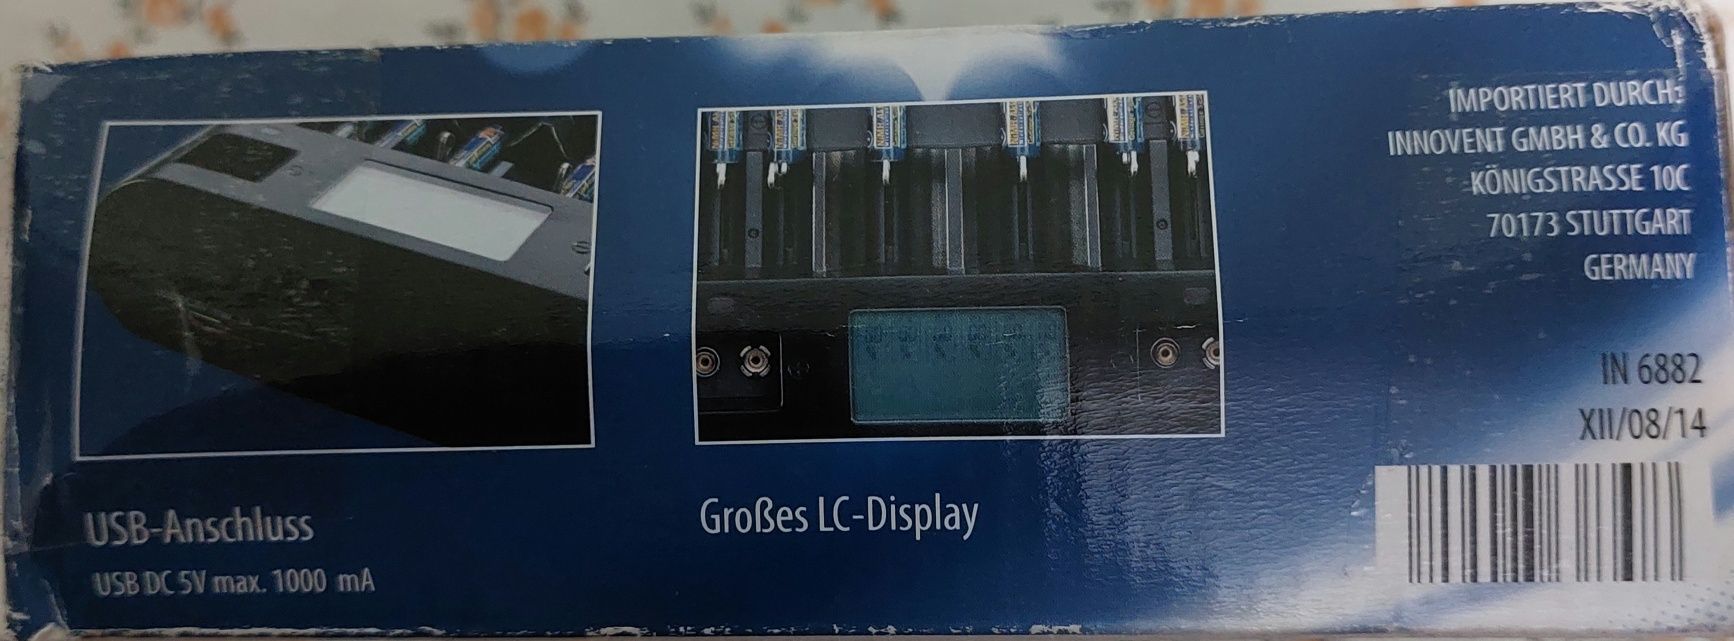 USB-Anschluss
USB DC 5V max. 1000 mA
Großes LC-Display
IMPORTIERT DURCH:
INNOVENT GMBH & CO. KG
KÖNIGSTRASSE 10C
70173 STUTTGART
GERMANY
IN 6882
XII/08/14